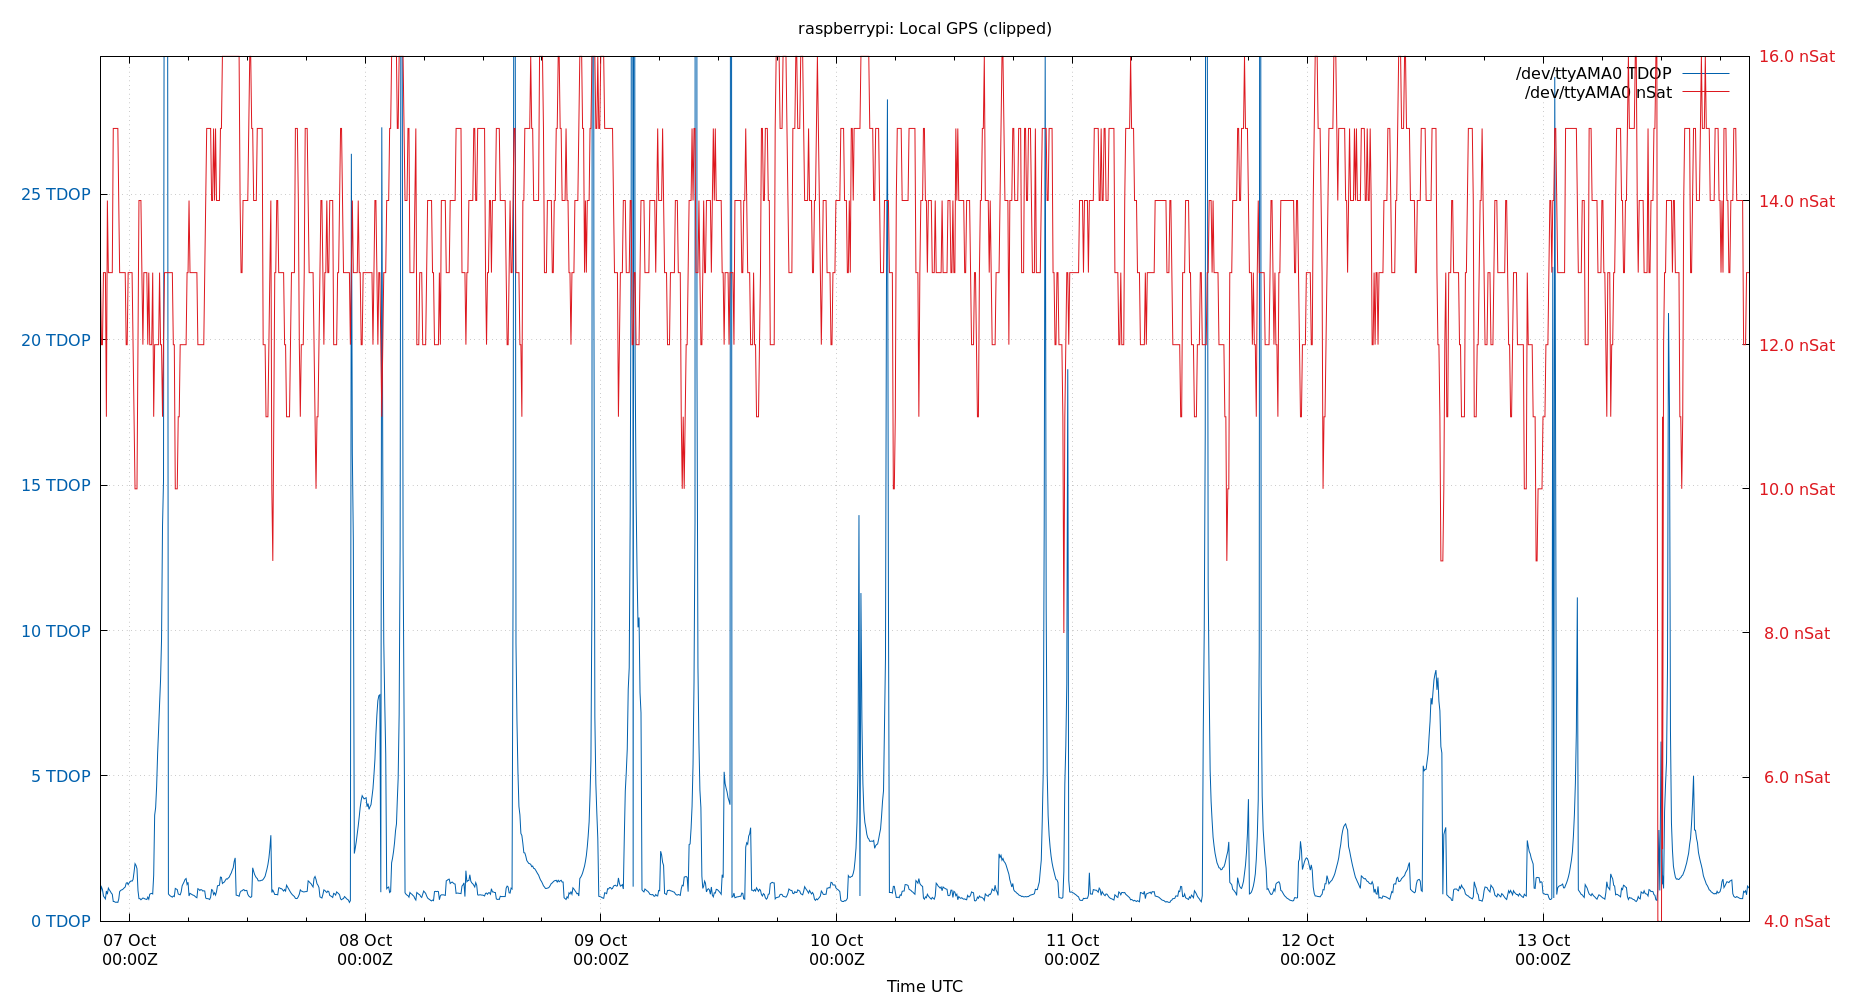 raspberrypi: Local GPS (clipped)
/dev/ttyAMA0 TDOP
/dev/ttyAMA0 nSat
25 TDOP
20 TDOP
15 TDOP
10 TDOP
5 TDOP
0 TDOP
16.0 nSat
14.0 nSat
12.0 nSat
10.0 nSat
8.0 nSat
6.0 nSat
4.0 nSat
07 Oct
00:00Z
08 Oct
00:00Z
09 Oct
00:00Z
10 Oct
00:00Z
11 Oct
00:00Z
12 Oct
00:00Z
13 Oct
00:00Z
Time UTC